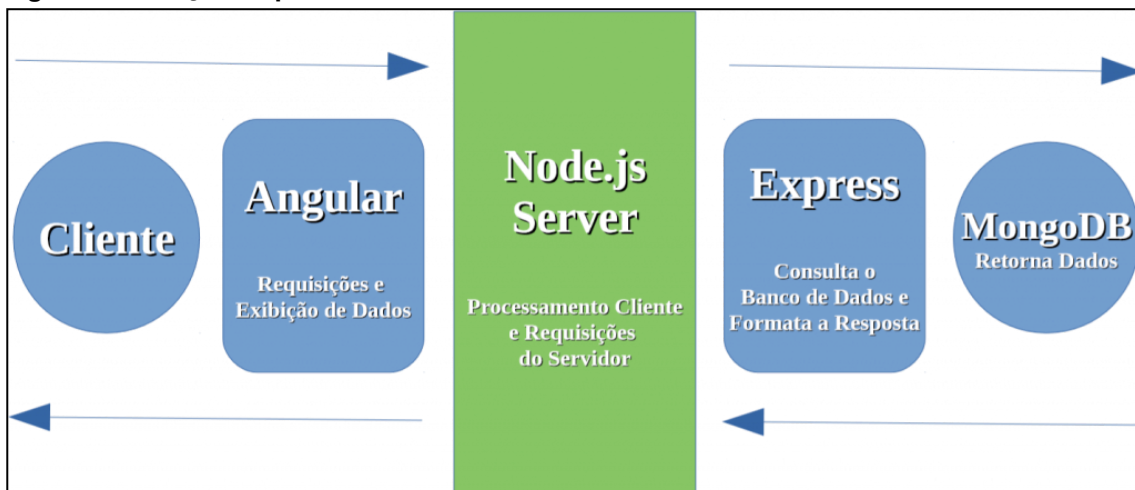 Cliente
Angular
Requisições e
Exibição de Dados
Node.js
Server
Processamento Cliente
e Requisições
do Servidor
Express
Consulta o
Banco de Dados e
Formata a Resposta
MongoDB
Retorna Dados